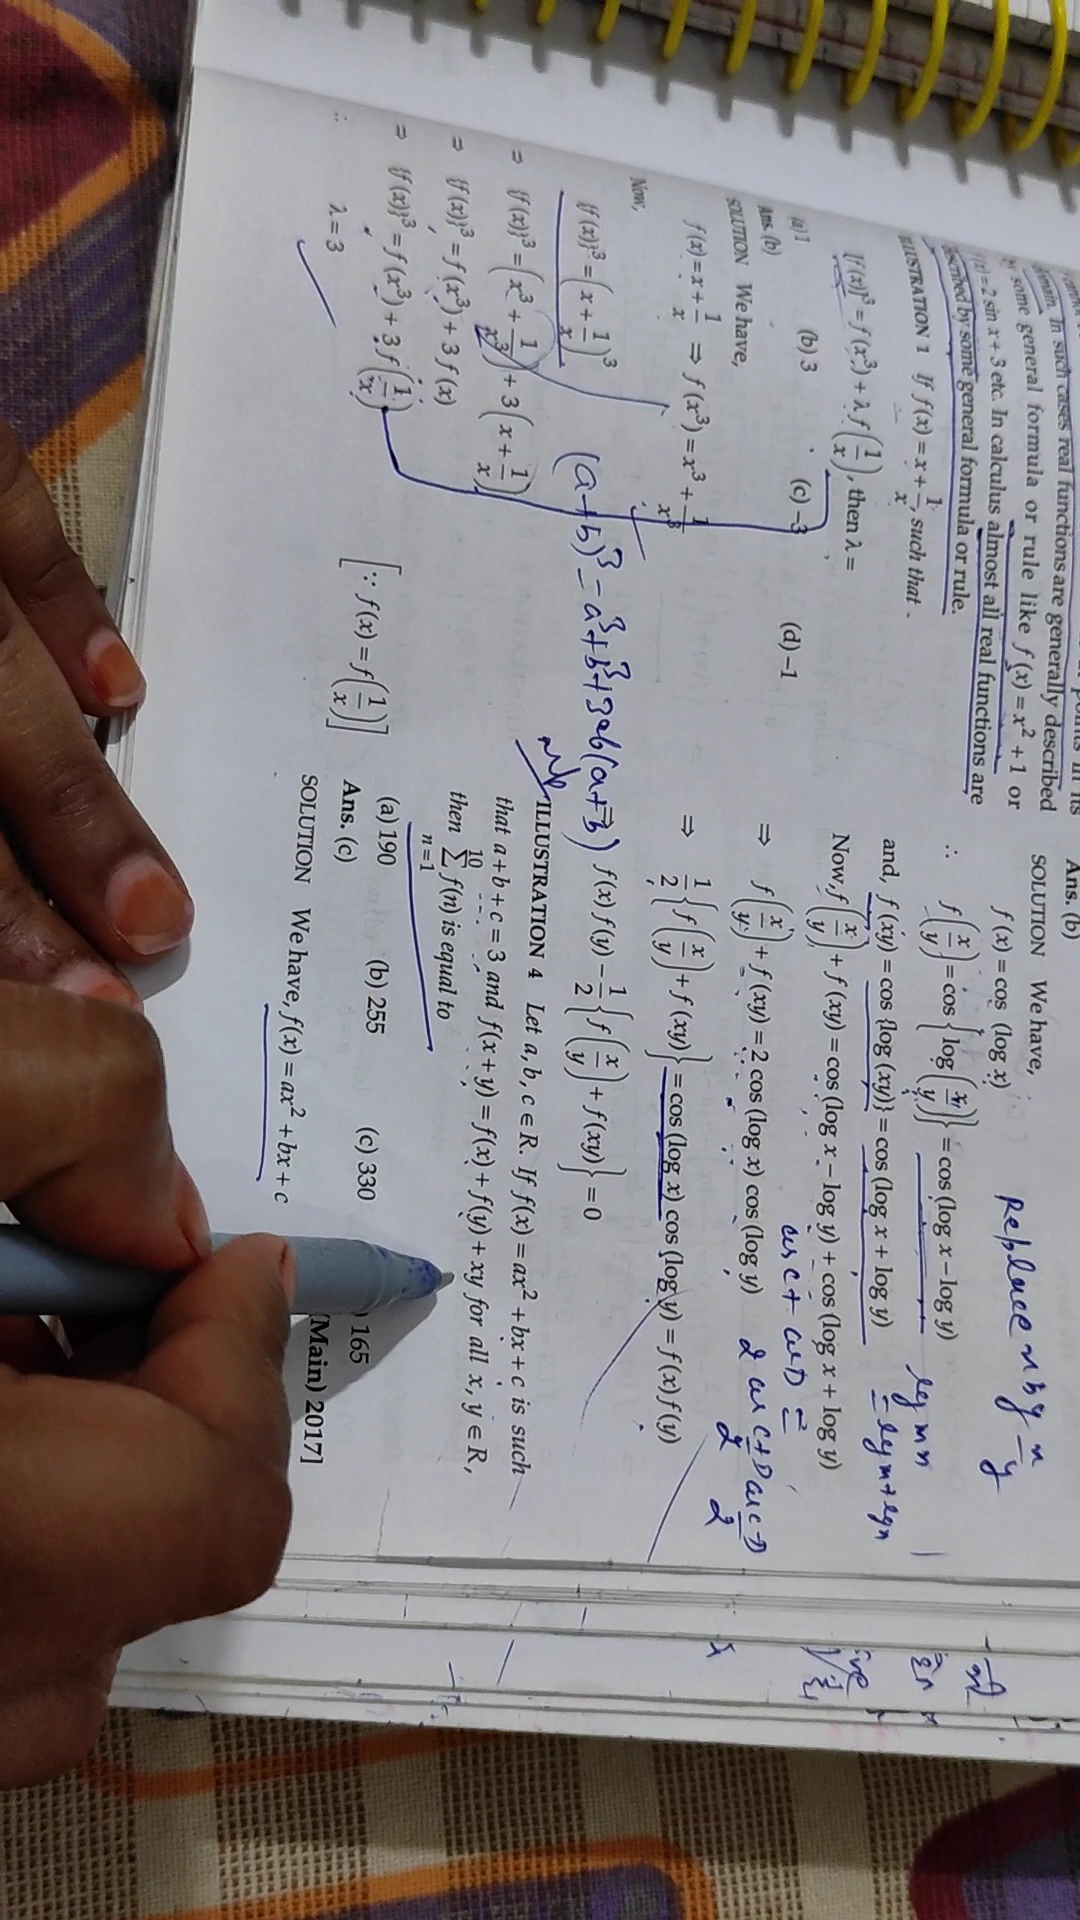 main. In such cases real functions are generally described
by some general formula or rule like f(x) = x² + 1 or
f(x) = 2 sin x + 3 etc. In calculus almost all real functions are
described by some general formula or rule.
ILLUSTRATION 1 If f(x) = x + 1/x, such that
{f(x)}³ = f(x³) + λ f(1/x), then λ =
(a) 1 (b) 3 (c) –3 (d) –1
Ans. (b)
SOLUTION We have,
f(x) = x + 1/x ⇒ f(x³) = x³ + 1/x³
Now,
{f(x)}³ = (x + 1/x)³
⇒ {f(x)}³ = (x³ + 1/x³) + 3(x + 1/x)
⇒ {f(x)}³ = f(x³) + 3 f(x)
⇒ {f(x)}³ = f(x³) + 3 f(1/x) [∵ f(x) = f(1/x)]
∴ λ = 3
(a+b)³ = a³+b³+3ab(a+b)
Ans. (b)
SOLUTION We have,
f(x) = cos (log x)
Replace x by x/y
∴ f(x/y) = cos {log (x/y)} = cos (log x – log y)
log mn
= log m + log n
and, f(xy) = cos {log (xy)} = cos (log x + log y)
Now, f(x/y) + f(xy) = cos (log x – log y) + cos (log x + log y)
cos C + cos D =
2 cos C+D/2 cos C-D/2
⇒ f(x/y) + f(xy) = 2 cos (log x) cos (log y)
⇒ 1/2 {f(x/y) + f(xy)} = cos (log x) cos (log y) = f(x) f(y)
f(x) f(y) – 1/2 {f(x/y) + f(xy)} = 0
ILLUSTRATION 4 Let a, b, c ∈ R. If f(x) = ax² + bx + c is such
that a + b + c = 3 and f(x + y) = f(x) + f(y) + xy for all x, y ∈ R,
then ∑ₙ₌₁¹⁰ f(n) is equal to
(a) 190 (b) 255 (c) 330 165
Ans. (c) (Main) 2017]
SOLUTION We have, f(x) = ax² + bx + c